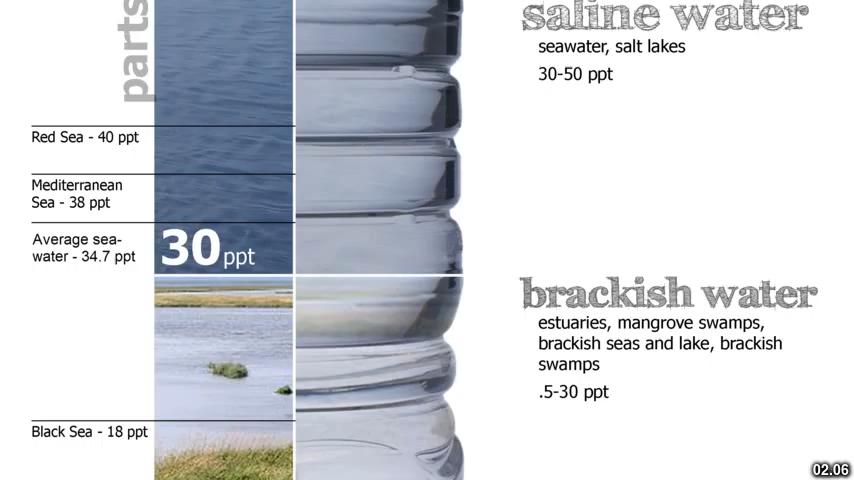 parts
saline water
seawater, salt lakes
30-50 ppt
Red Sea - 40 ppt
Mediterranean
Sea - 38 ppt
Average sea-
water - 34.7 ppt
30 ppt
brackish water
estuaries, mangrove swamps,
brackish seas and lake, brackish
swamps
.5-30 ppt
Black Sea - 18 ppt
02.06